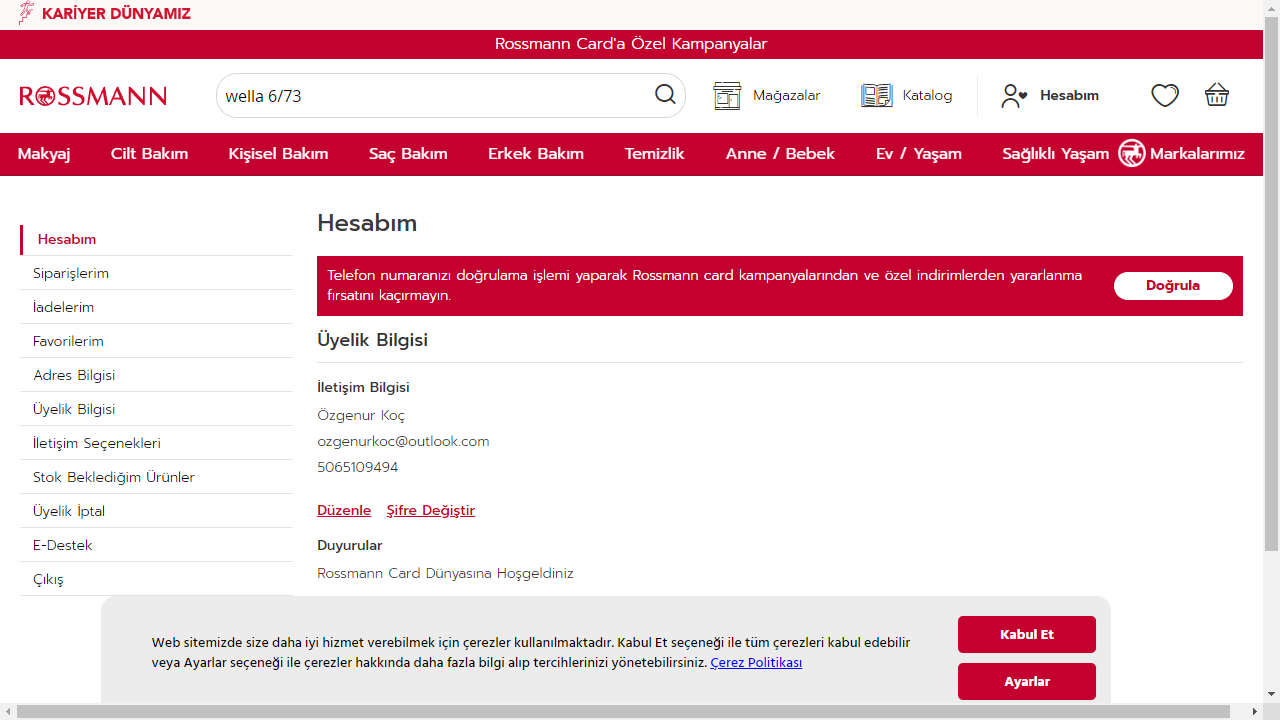 KARİYER DÜNYAMIZ
Rossmann Card'a Özel Kampanyalar
ROSSMANN
wella 6/73
Mağazalar
Katalog
Hesabım
Makyaj
Cilt Bakım
Kişisel Bakım
Saç Bakım
Erkek Bakım
Temizlik
Anne / Bebek
Ev / Yaşam
Sağlıklı Yaşam
Markalarımız
Hesabım
Siparişlerim
İadelerim
Favorilerim
Adres Bilgisi
Üyelik Bilgisi
İletişim Seçenekleri
Stok Beklediğim Ürünler
Üyelik İptal
E-Destek
Çıkış
Hesabım
Telefon numaranızı doğrulama işlemi yaparak Rossmann card kampanyalarından ve özel indirimlerden yararlanma
fırsatını kaçırmayın.
Doğrula
Üyelik Bilgisi
İletişim Bilgisi
Özgenur Koç
ozgenurkoc@outlook.com
5065109494
Düzenle
Şifre Değiştir
Duyurular
Rossmann Card Dünyasına Hoşgeldiniz
Web sitemizde size daha iyi hizmet verebilmek için çerezler kullanılmaktadır. Kabul Et seçeneği ile tüm çerezleri kabul edebilir
veya Ayarlar seçeneği ile çerezler hakkında daha fazla bilgi alıp tercihlerinizi yönetebilirsiniz. Çerez Politikası
Kabul Et
Ayarlar